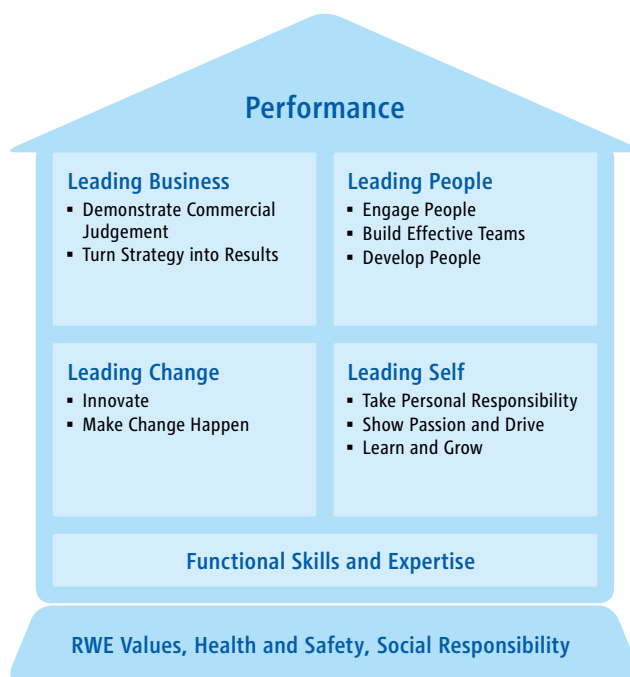 Performance
Leading Business
▪ Demonstrate Commercial
Judgement
▪ Turn Strategy into Results
Leading People
▪ Engage People
▪ Build Effective Teams
▪ Develop People
Leading Change
▪ Innovate
▪ Make Change Happen
Leading Self
▪ Take Personal Responsibility
▪ Show Passion and Drive
▪ Learn and Grow
Functional Skills and Expertise
RWE Values, Health and Safety, Social Responsibility